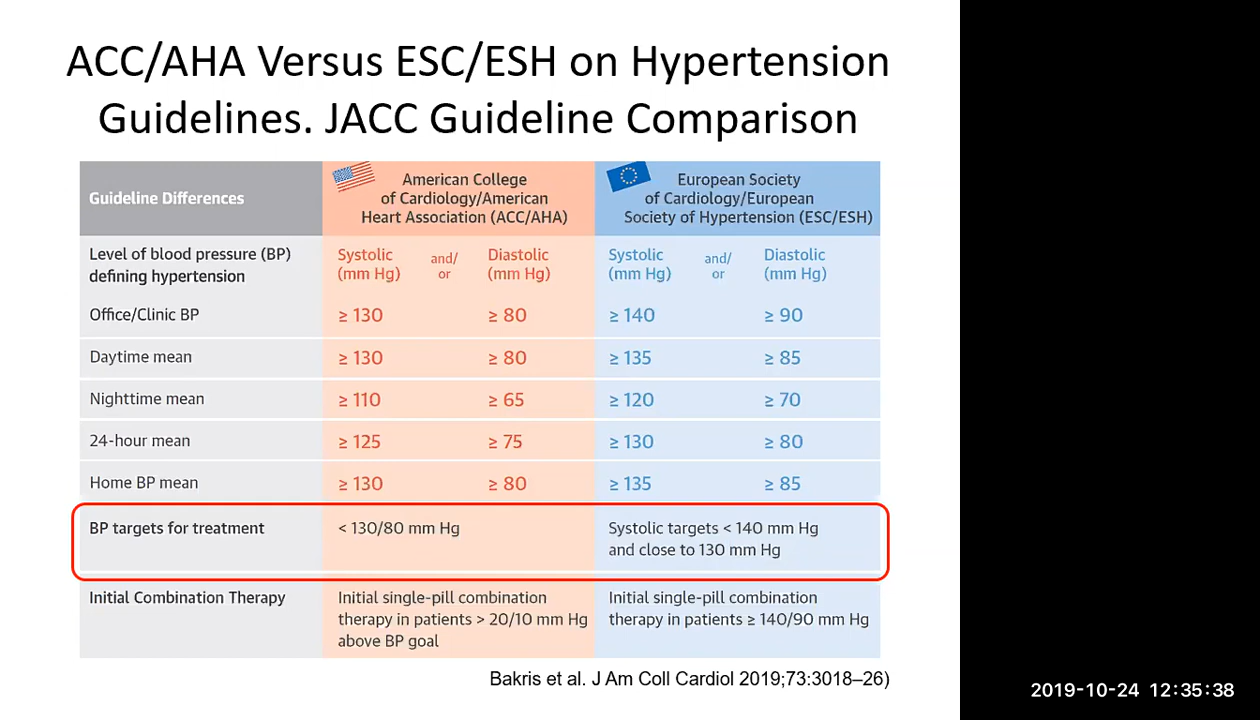 ACC/AHA Versus ESC/ESH on Hypertension
Guidelines. JACC Guideline Comparison
Guideline Differences
American College
of Cardiology/American
Heart Association (ACC/AHA)
European Society
of Cardiology/European
Society of Hypertension (ESC/ESH)
Level of blood pressure (BP)
defining hypertension
Systolic
(mm Hg)
and/
or
Diastolic
(mm Hg)
Systolic
(mm Hg)
and/
or
Diastolic
(mm Hg)
Office/Clinic BP ≥ 130 ≥ 80 ≥ 140 ≥ 90
Daytime mean ≥ 130 ≥ 80 ≥ 135 ≥ 85
Nighttime mean ≥ 110 ≥ 65 ≥ 120 ≥ 70
24-hour mean ≥ 125 ≥ 75 ≥ 130 ≥ 80
Home BP mean ≥ 130 ≥ 80 ≥ 135 ≥ 85
BP targets for treatment
< 130/80 mm Hg
Systolic targets < 140 mm Hg
and close to 130 mm Hg
Initial Combination Therapy
Initial single-pill combination
therapy in patients > 20/10 mm Hg
above BP goal
Initial single-pill combination
therapy in patients ≥ 140/90 mm Hg
Bakris et al. J Am Coll Cardiol 2019;73:3018–26)
2019-10-24 12:35:38